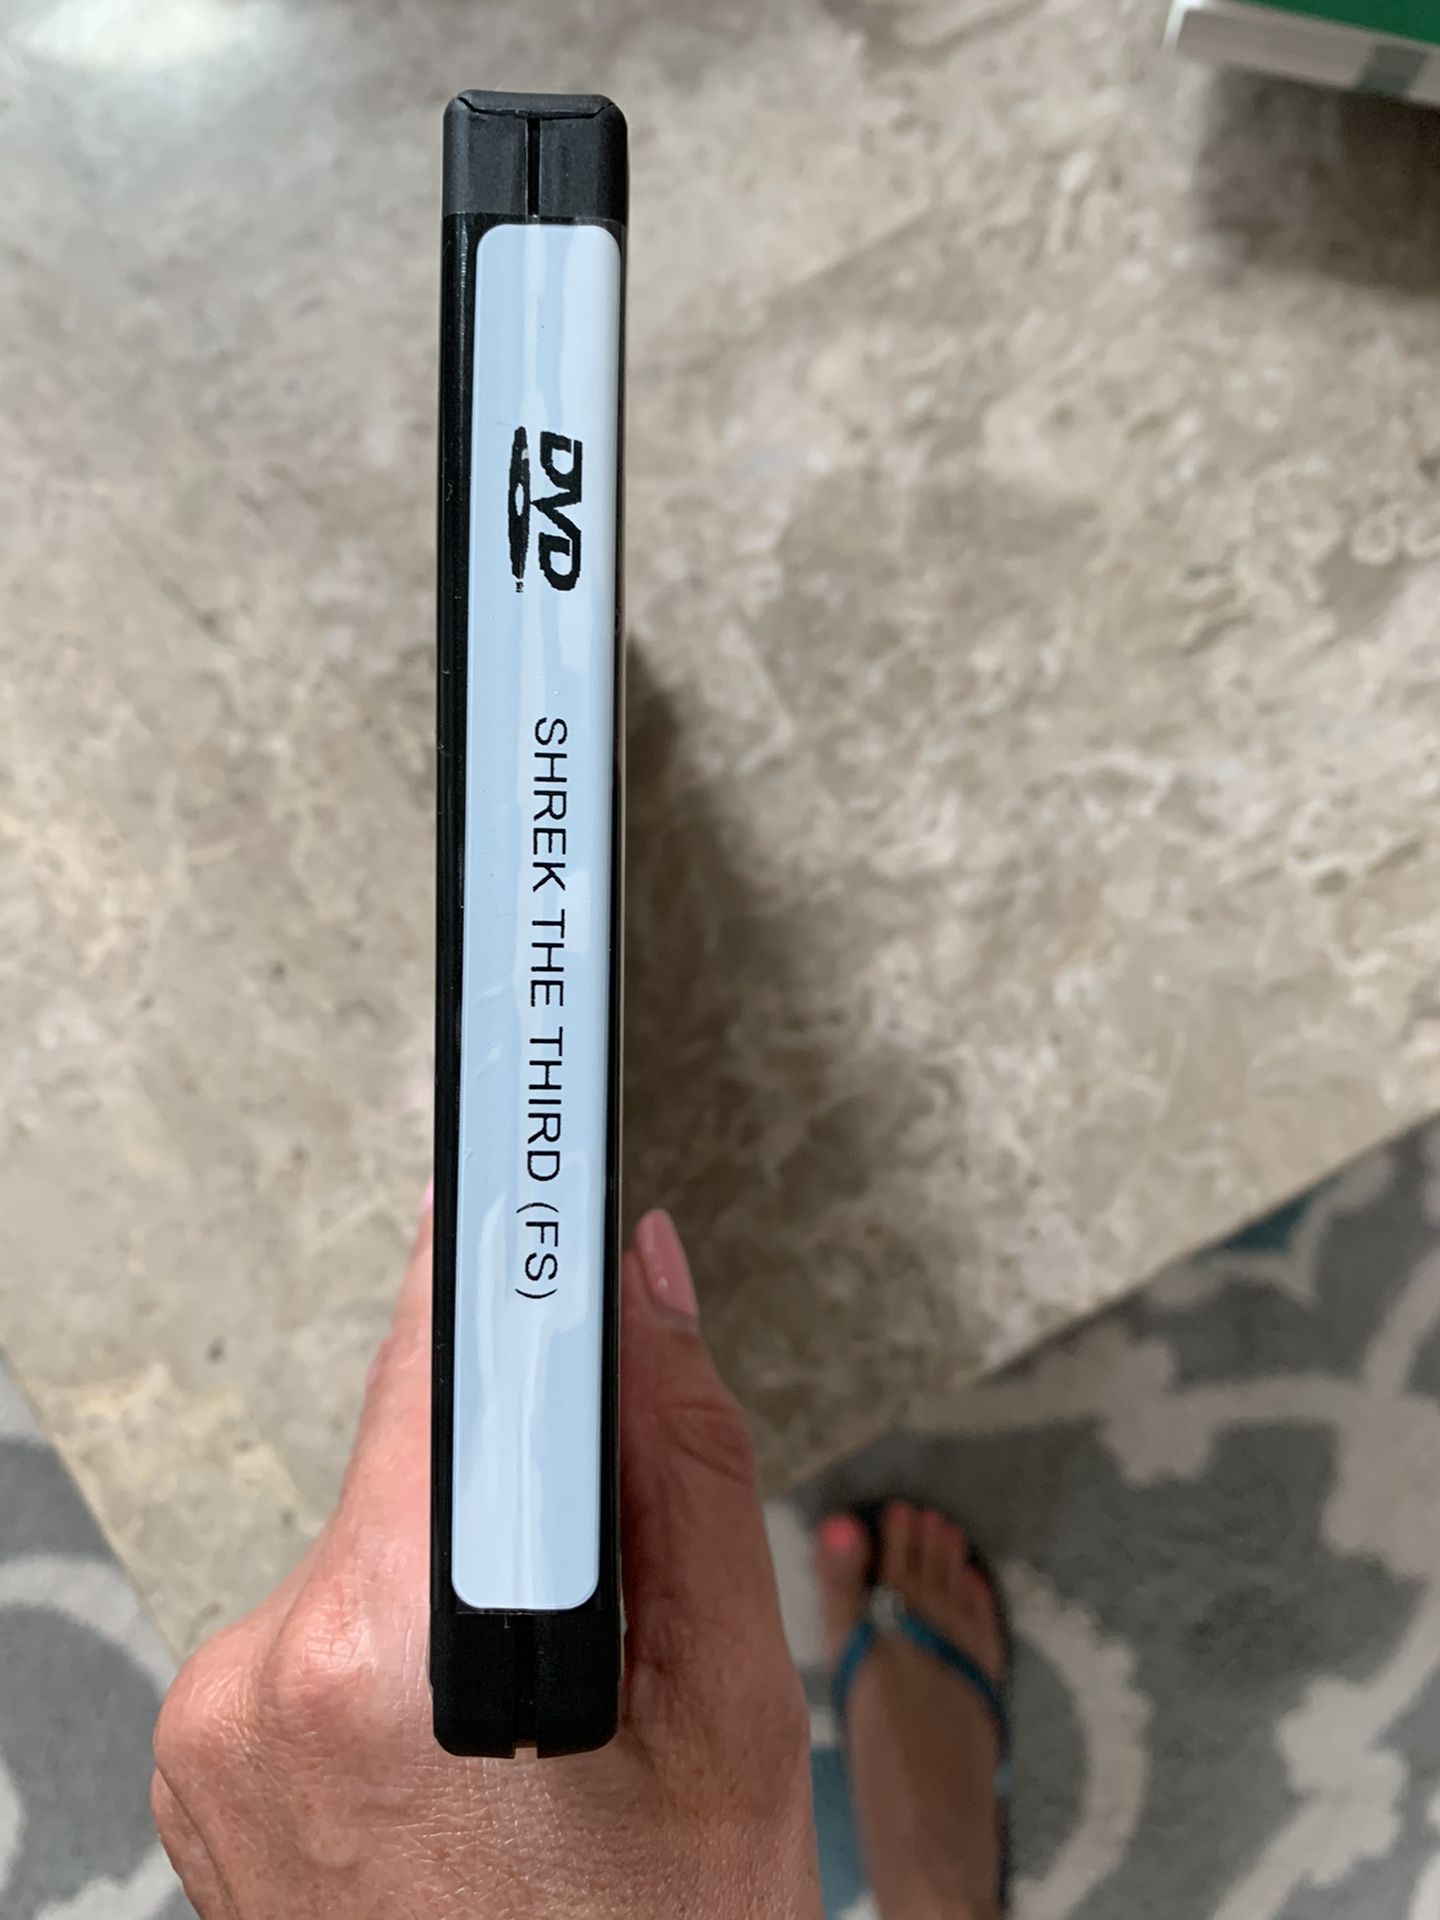 DVD
SHREK THE THIRD (FS)